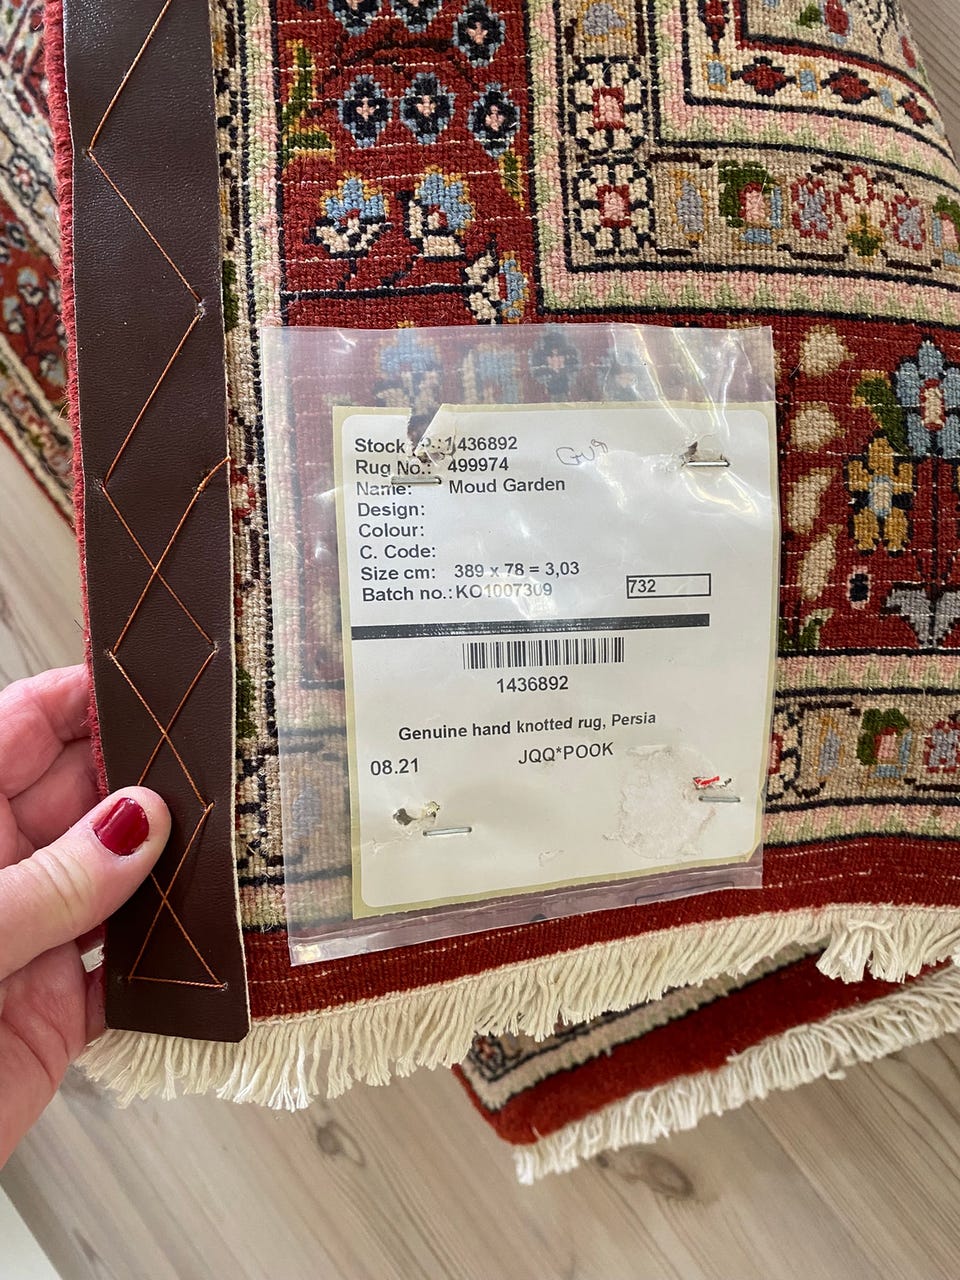 Stock 1436892
Rug No.: 499974
Name: Moud Garden
Design:
Colour:
C. Code:
Size cm: 389 x 78 = 3,03
Batch no.: KO1007309
732
1436892
Genuine hand knotted rug, Persia
08.21 JQQ*POOK